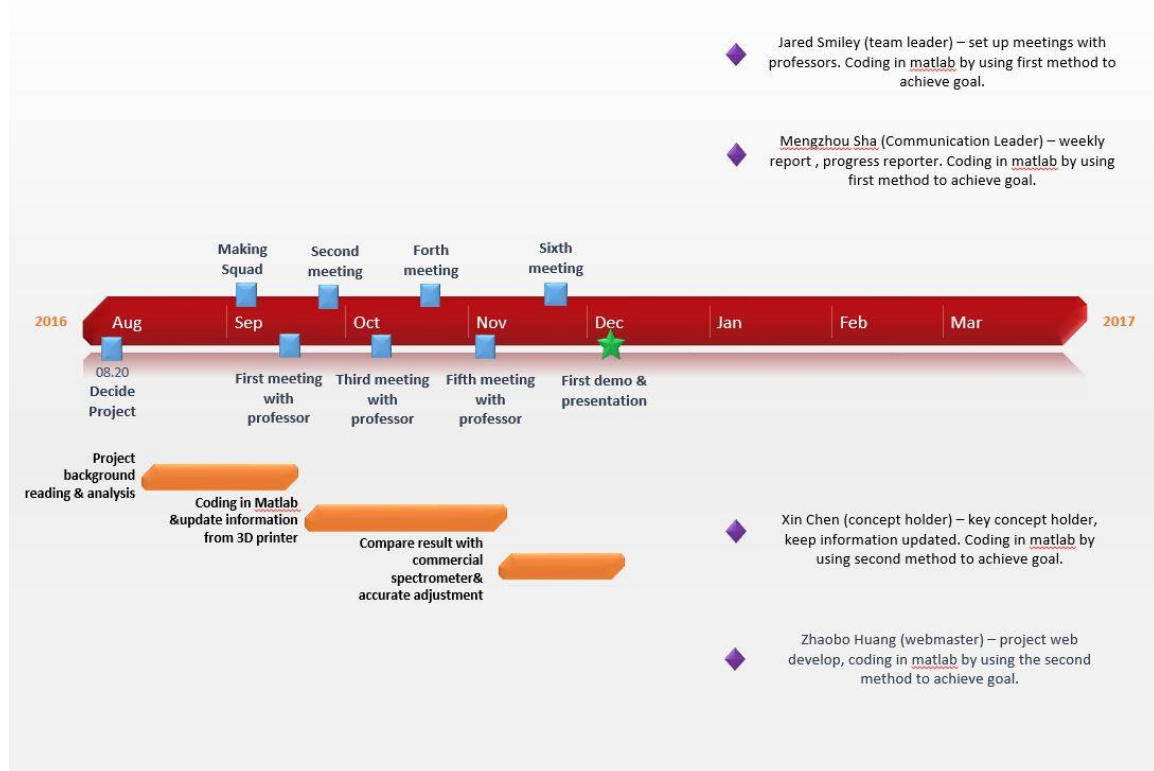 Jared Smiley (team leader) – set up meetings with
professors. Coding in matlab by using first method to
achieve goal.
Mengzhou Sha (Communication Leader) – weekly
report , progress reporter. Coding in matlab by using
first method to achieve goal.
Making
Squad
Second
meeting
Forth
meeting
Sixth
meeting
2016
Aug
Sep
Oct
Nov
Dec
Jan
Feb
Mar
2017
08.20
Decide
Project
First meeting
with
professor
Third meeting
with
professor
Fifth meeting
with
professor
First demo &
presentation
Project
background
reading & analysis
Coding in Matlab
&update information
from 3D printer
Compare result with
commercial
spectrometer&
accurate adjustment
Xin Chen (concept holder) – key concept holder,
keep information updated. Coding in matlab by
using second method to achieve goal.
Zhaobo Huang (webmaster) – project web
develop, coding in matlab by using the second
method to achieve goal.